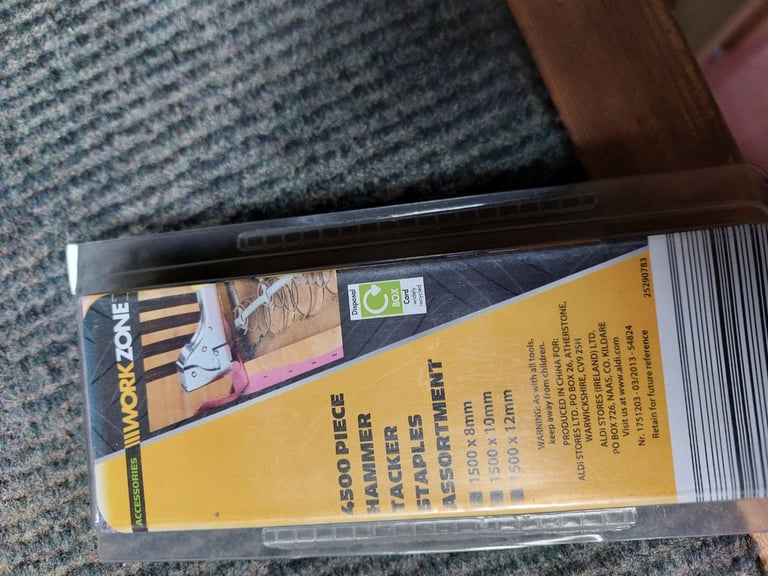 ACCESSORIES
WORKZONE
Disposal
BOX
Card
widely
recycled
4500 PIECE
HAMMER
TACKER
STAPLES
ASSORTMENT
1500 x 8mm
1500 x 10mm
1500 x 12mm
WARNING: As with all tools,
keep away from children.
PRODUCED IN CHINA FOR:
ALDI STORES LTD. PO BOX 26, ATHERSTONE,
WARWICKSHIRE, CV9 2SH
ALDI STORES (IRELAND) LTD.
PO BOX 726, NAAS, CO. KILDARE
Visit us at www.aldi.com
Nr. 1751203 - 03/2013 - 54824
Retain for future reference
25290783